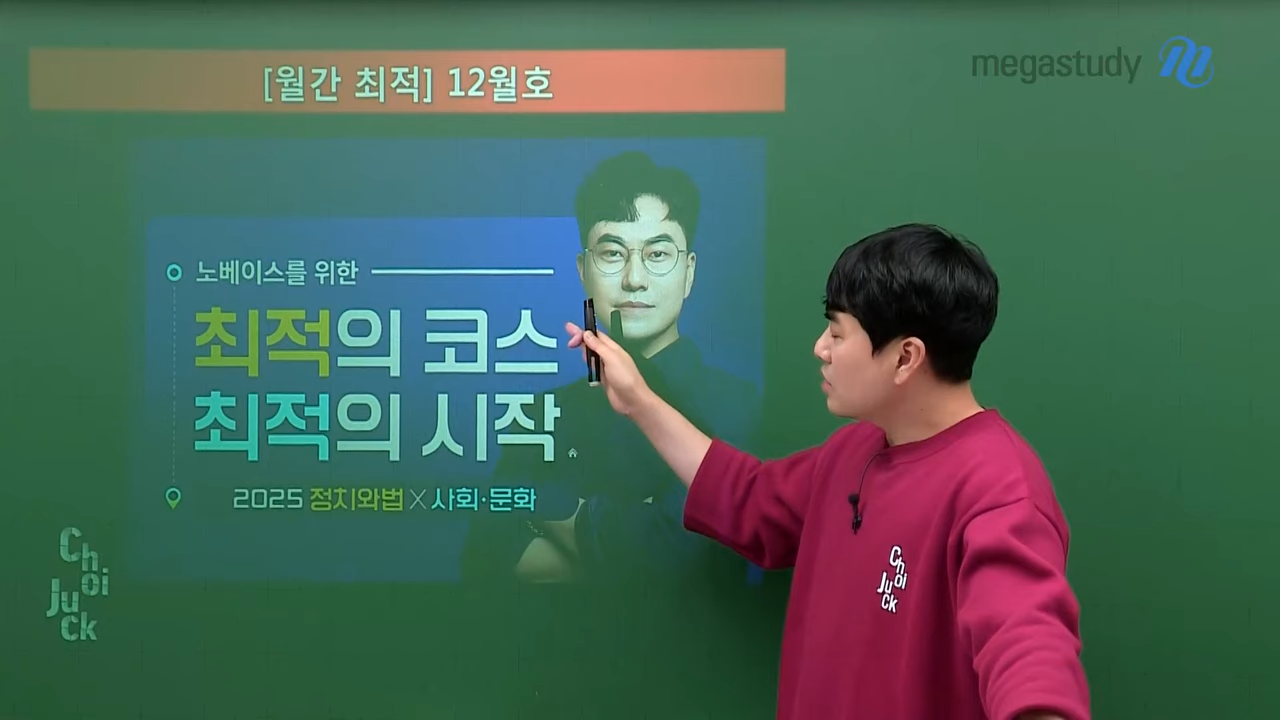 [월간 최적] 12월호
megastudy
노베이스를 위한
최적의 코스
최적의 시작
2025 정치와법 X 사회·문화
Choi
Juck
Choi
Juck